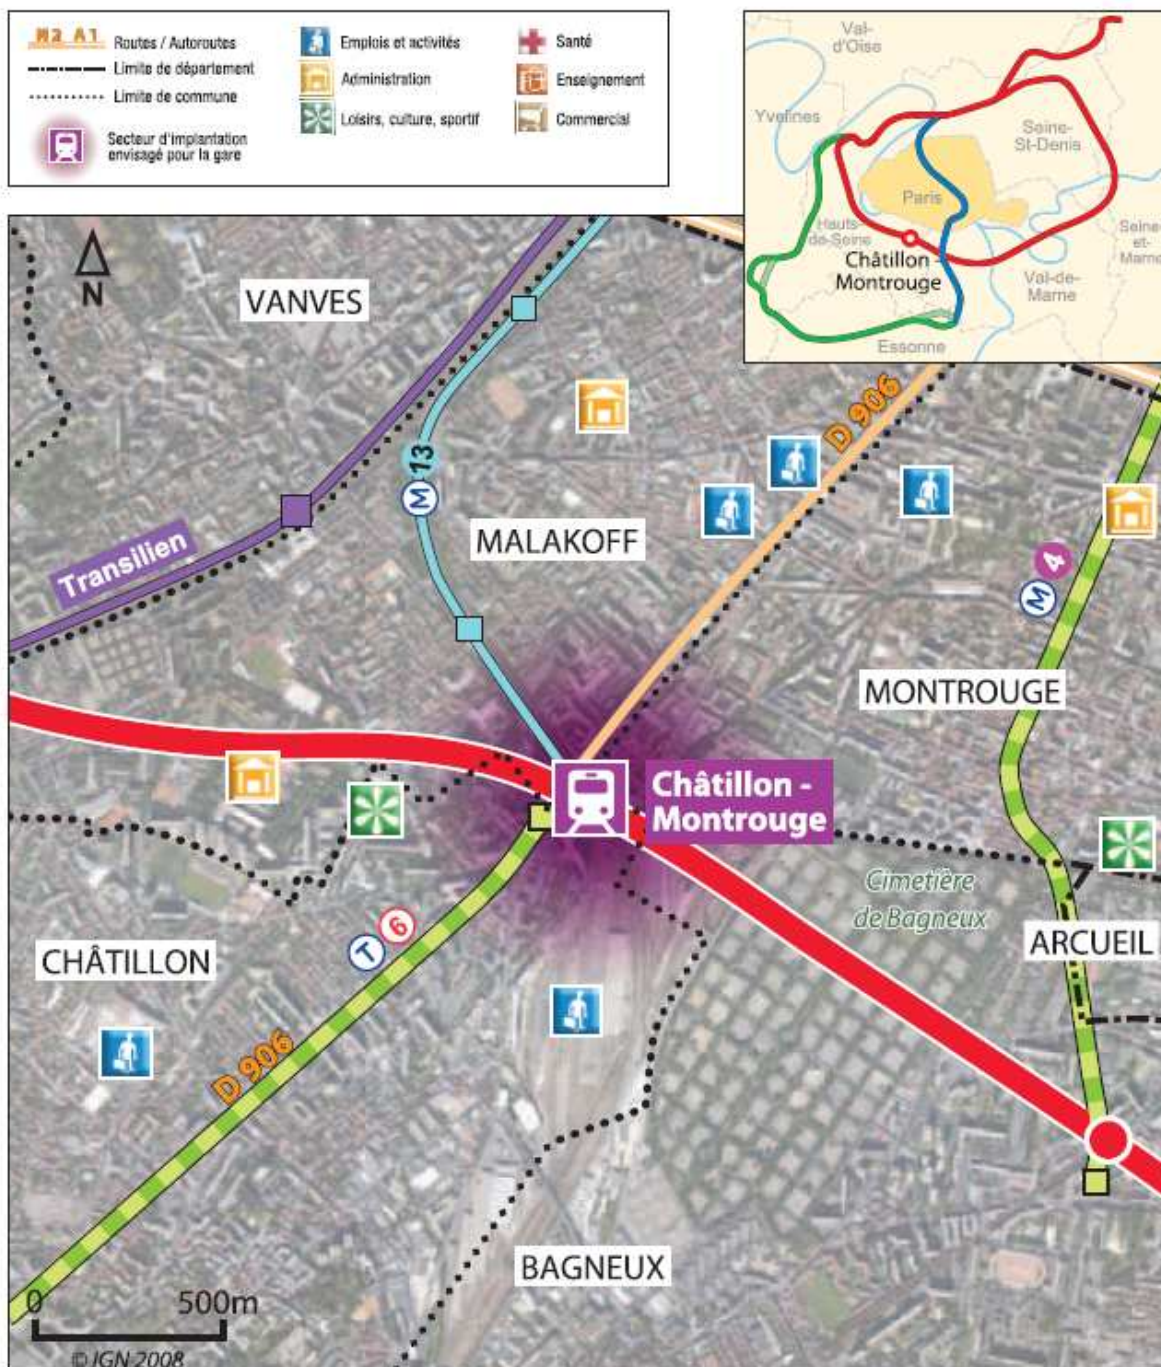 N2 A1 Routes / Autoroutes
Limite de département
Limite de commune
Secteur d'implantation
envisagé pour la gare
Emplois et activités
Administration
Loisirs, culture, sportif
Santé
Enseignement
Commercial
Val-
d'Oise
Yvelines
Seine-
St-Denis
Paris
Hauts-
de-Seine
Seine-
et-
Marne
Châtillon -
Montrouge
Val-de-
Marne
Essonne
N
VANVES
D 906
13
M
MALAKOFF
Transilien
4
M
MONTROUGE
Châtillon -
Montrouge
Cimetière
de Bagneux
ARCUEIL
T 6
CHÂTILLON
D 906
BAGNEUX
0 500m
© IGN 2008